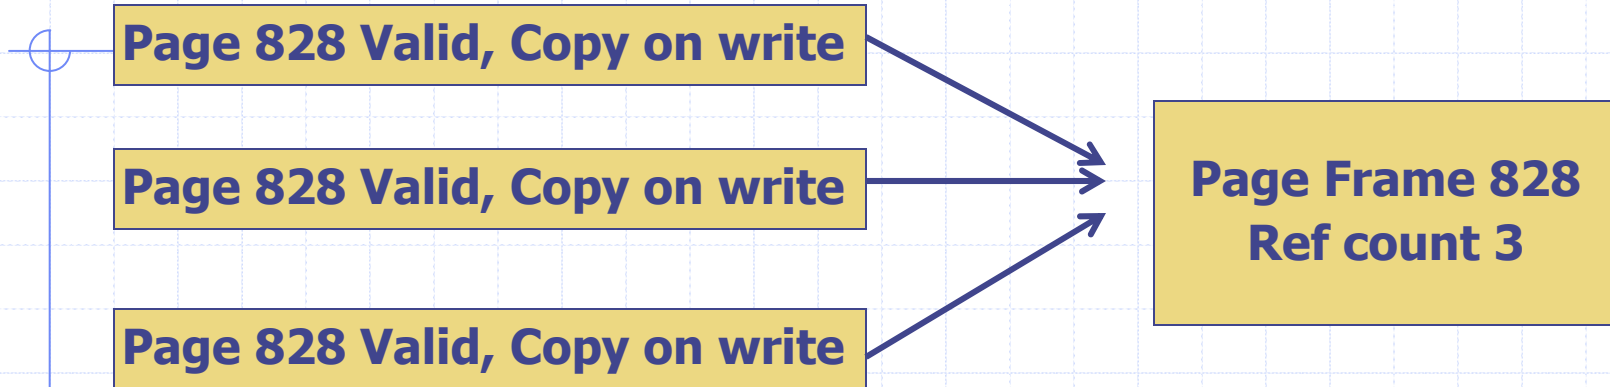 Page 828 Valid, Copy on write
Page 828 Valid, Copy on write
Page Frame 828
Ref count 3
Page 828 Valid, Copy on write